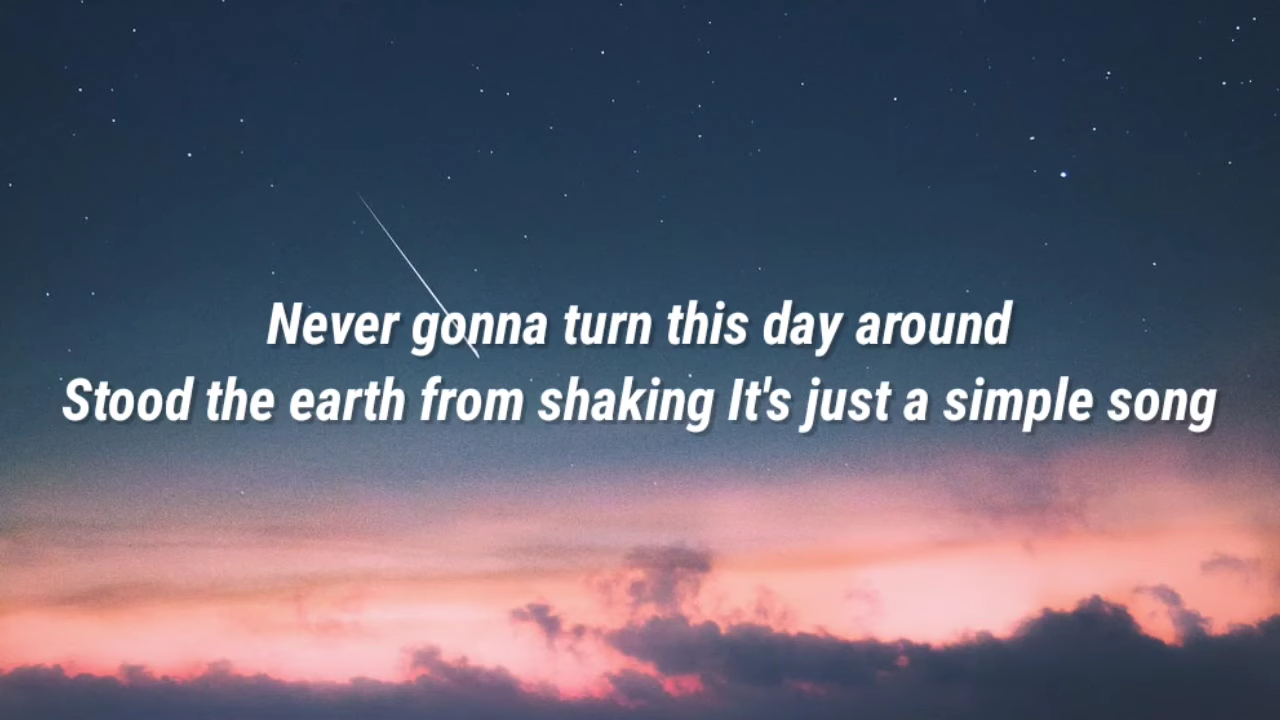 Never gonna turn this day around
Stood the earth from shaking It's just a simple song